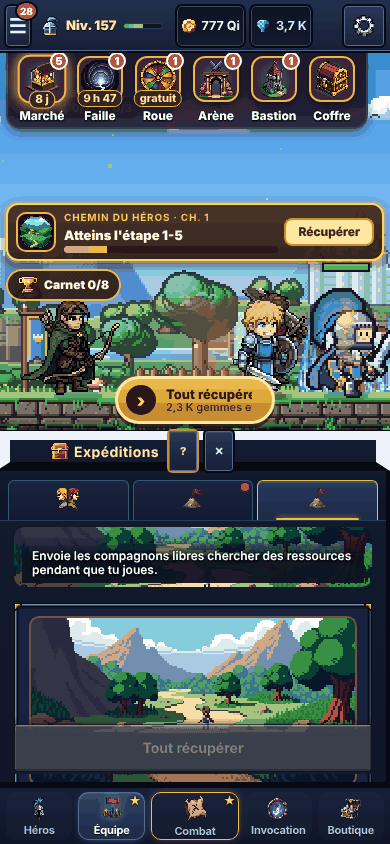 28
Niv. 157
777 Qi
3,7 K
5
1
1
1
1
8 j
9 h 47
gratuit
Marché
Faille
Roue
Arène
Bastion
Coffre
CHEMIN DU HÉROS · CH. 1
Atteins l'étape 1-5
Récupérer
Carnet 0/8
Tout récupére
2,3 K gemmes e
Expéditions
?
×
Envoie les compagnons libres chercher des ressources
pendant que tu joues.
Tout récupérer
Héros
Équipe
Combat
Invocation
Boutique